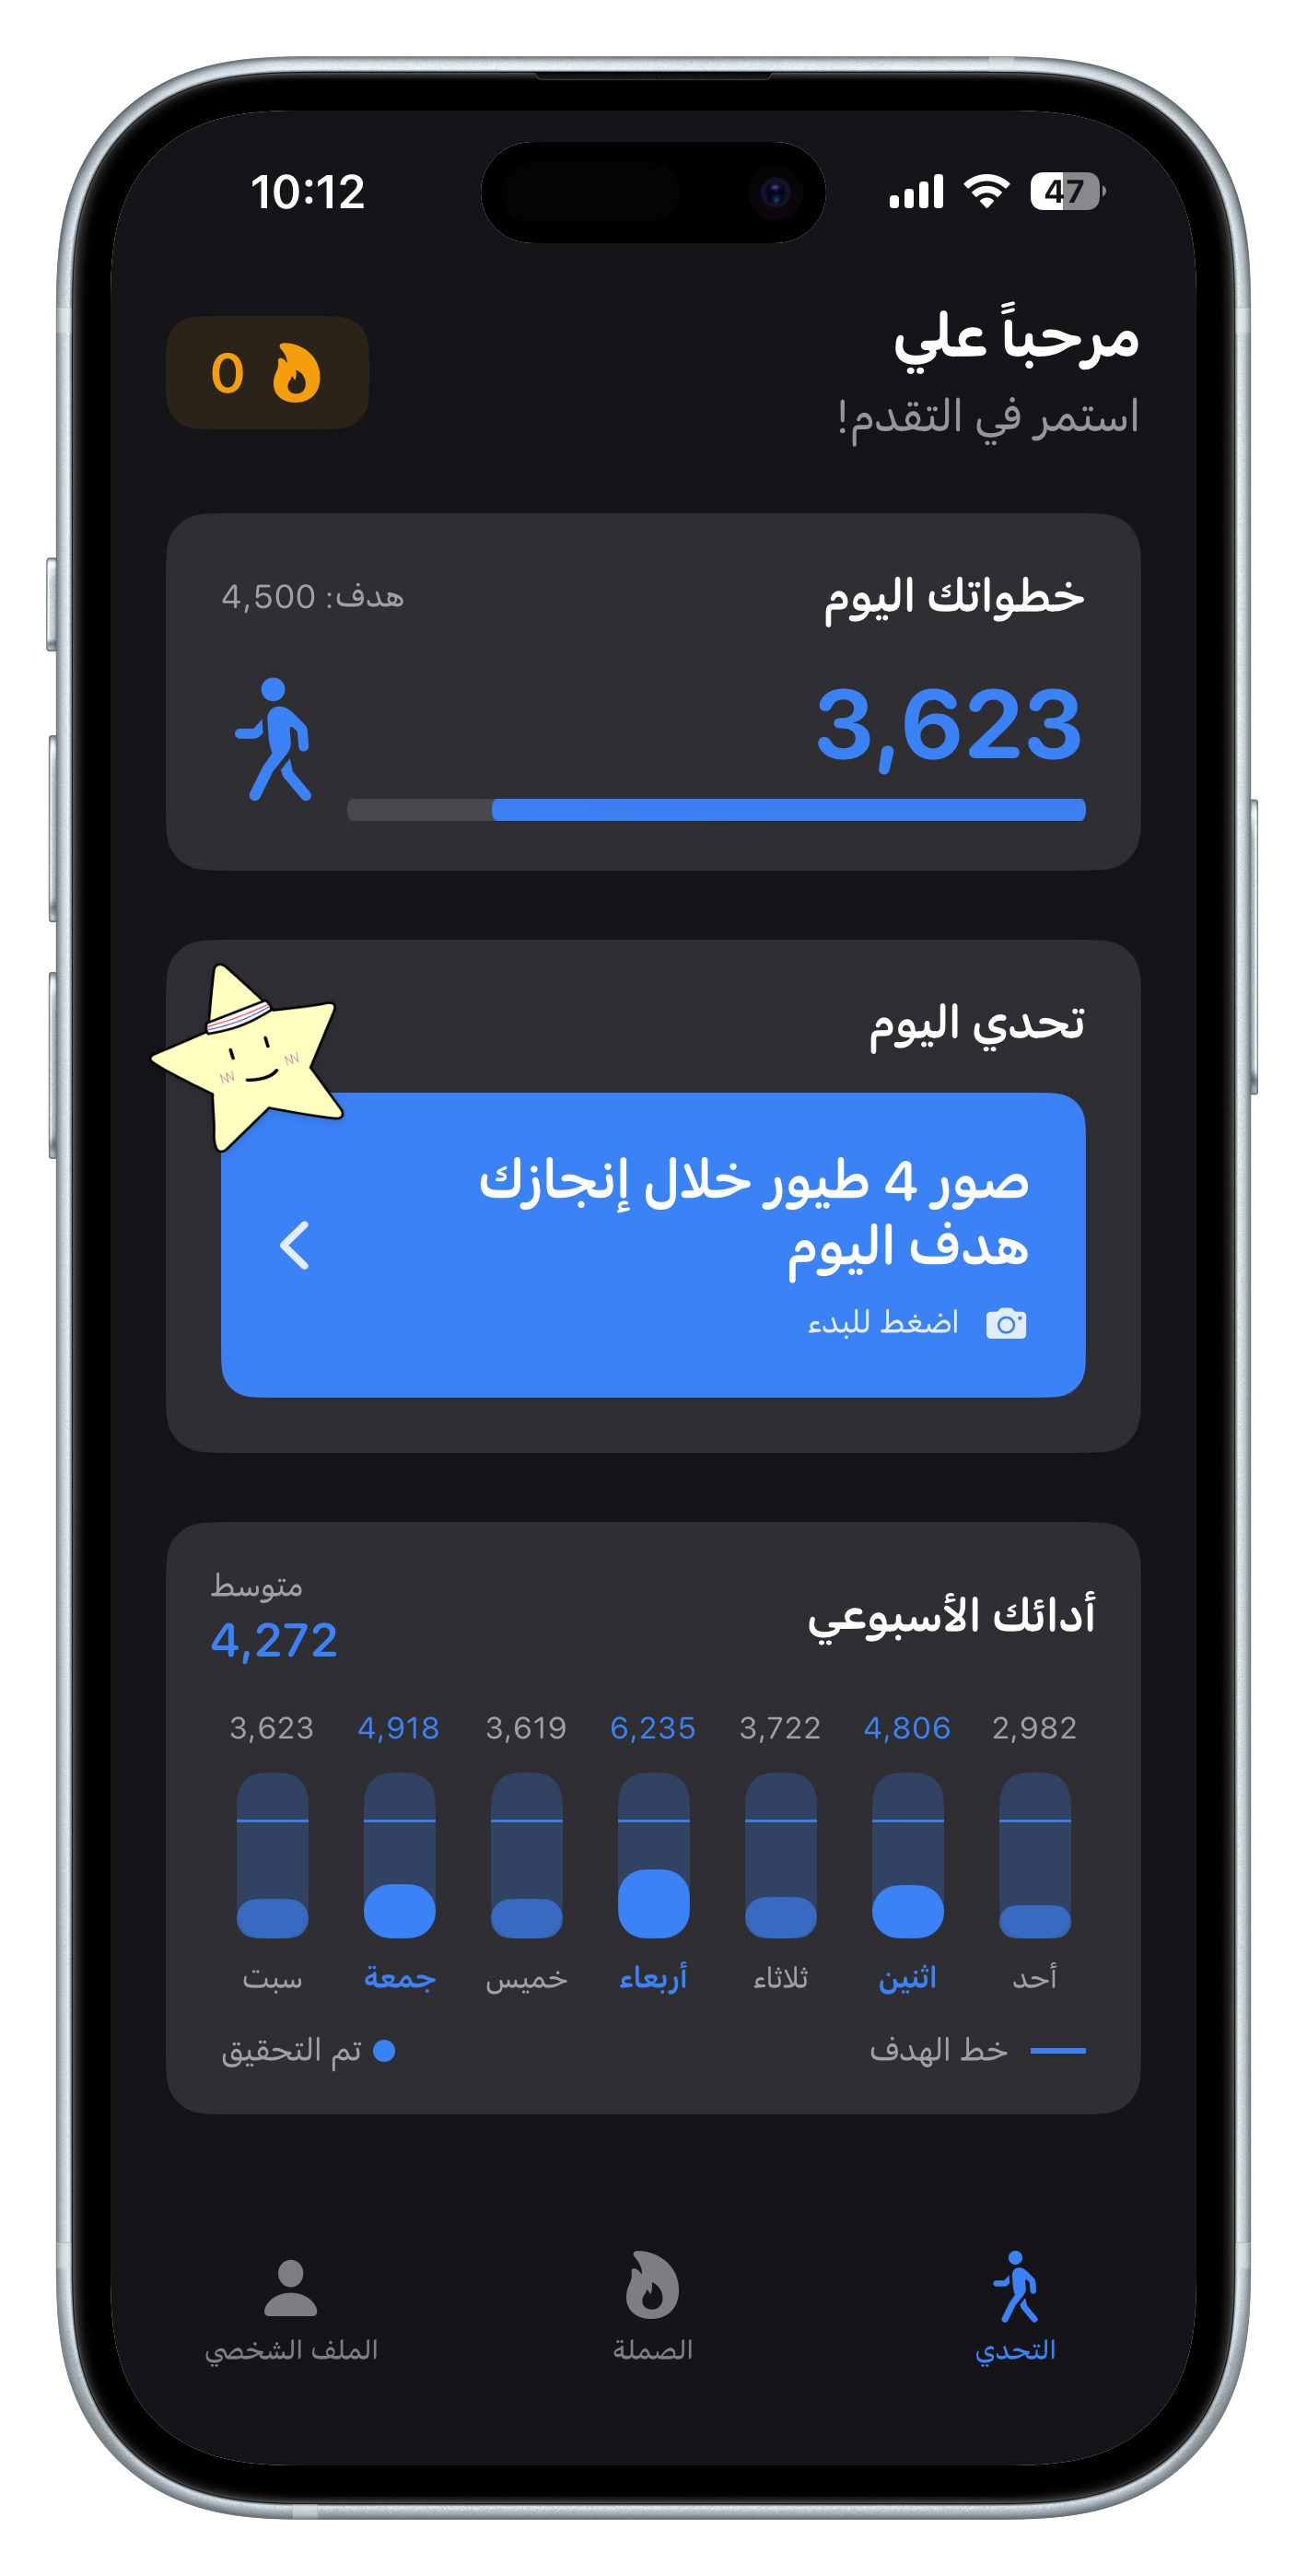 10:12
47
مرحباً علي
استمر في التقدم!
0
خطواتك اليوم
هدف: 4,500
3,623
تحدي اليوم
صور 4 طيور خلال إنجازك
هدف اليوم
اضغط للبدء
أدائك الأسبوعي
متوسط
4,272
2,982 4,806 3,722 6,235 3,619 4,918 3,623
أحد اثنين ثلاثاء أربعاء خميس جمعة سبت
خط الهدف
تم التحقيق
التحدي الصملة الملف الشخصي